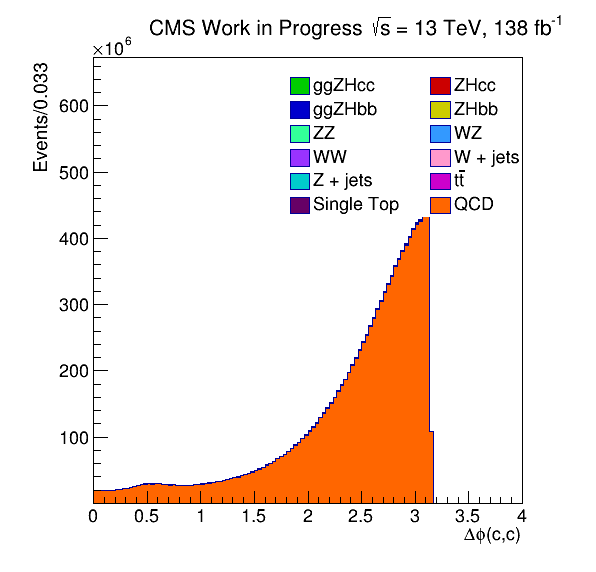 CMS Work in Progress √s = 13 TeV, 138 fb⁻¹
×10⁶
Events/0.033
600
500
400
300
200
100
ggZHcc ZHcc
ggZHbb ZHbb
ZZ WZ
WW W + jets
Z + jets tt̄
Single Top QCD
0 0.5 1 1.5 2 2.5 3 3.5 4
Δϕ(c,c)